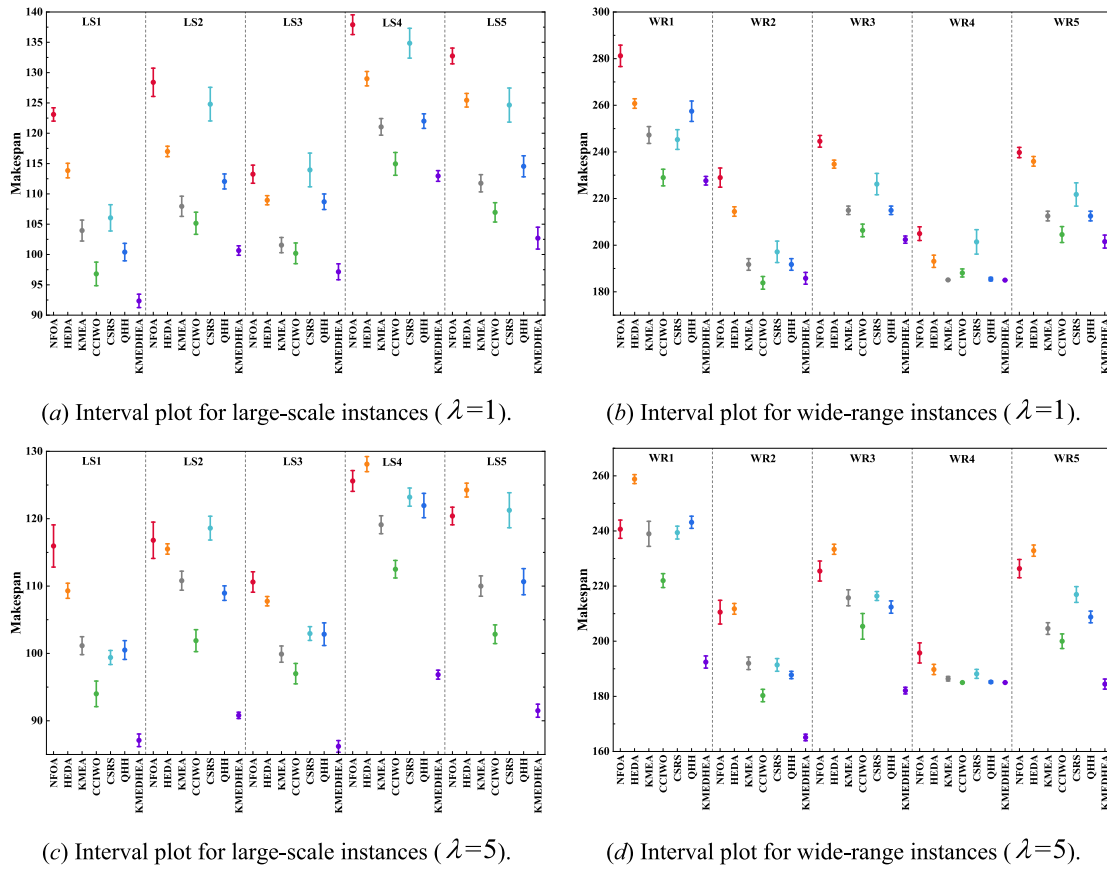 LS1 LS2 LS3 LS4 LS5
140
135
130
125
120
115
110
105
100
95
90
Makespan
NFOA HEDA KMEA CCIWO CSRS QHH KMEDHEA NFOA HEDA KMEA CCIWO CSRS QHH KMEDHEA NFOA HEDA KMEA CCIWO CSRS QHH KMEDHEA NFOA HEDA KMEA CCIWO CSRS QHH KMEDHEA NFOA HEDA KMEA CCIWO CSRS QHH KMEDHEA
(a) Interval plot for large-scale instances (λ=1).
WR1 WR2 WR3 WR4 WR5
300
280
260
240
220
200
180
Makespan
NFOA HEDA KMEA CCIWO CSRS QHH KMEDHEA NFOA HEDA KMEA CCIWO CSRS QHH KMEDHEA NFOA HEDA KMEA CCIWO CSRS QHH KMEDHEA NFOA HEDA KMEA CCIWO CSRS QHH KMEDHEA NFOA HEDA KMEA CCIWO CSRS QHH KMEDHEA
(b) Interval plot for wide-range instances (λ=1).
LS1 LS2 LS3 LS4 LS5
130
120
110
100
90
Makespan
NFOA HEDA KMEA CCIWO CSRS QHH KMEDHEA NFOA HEDA KMEA CCIWO CSRS QHH KMEDHEA NFOA HEDA KMEA CCIWO CSRS QHH KMEDHEA NFOA HEDA KMEA CCIWO CSRS QHH KMEDHEA NFOA HEDA KMEA CCIWO CSRS QHH KMEDHEA
(c) Interval plot for large-scale instances (λ=5).
WR1 WR2 WR3 WR4 WR5
260
240
220
200
180
160
Makespan
NFOA HEDA KMEA CCIWO CSRS QHH KMEDHEA NFOA HEDA KMEA CCIWO CSRS QHH KMEDHEA NFOA HEDA KMEA CCIWO CSRS QHH KMEDHEA NFOA HEDA KMEA CCIWO CSRS QHH KMEDHEA NFOA HEDA KMEA CCIWO CSRS QHH KMEDHEA
(d) Interval plot for wide-range instances (λ=5).